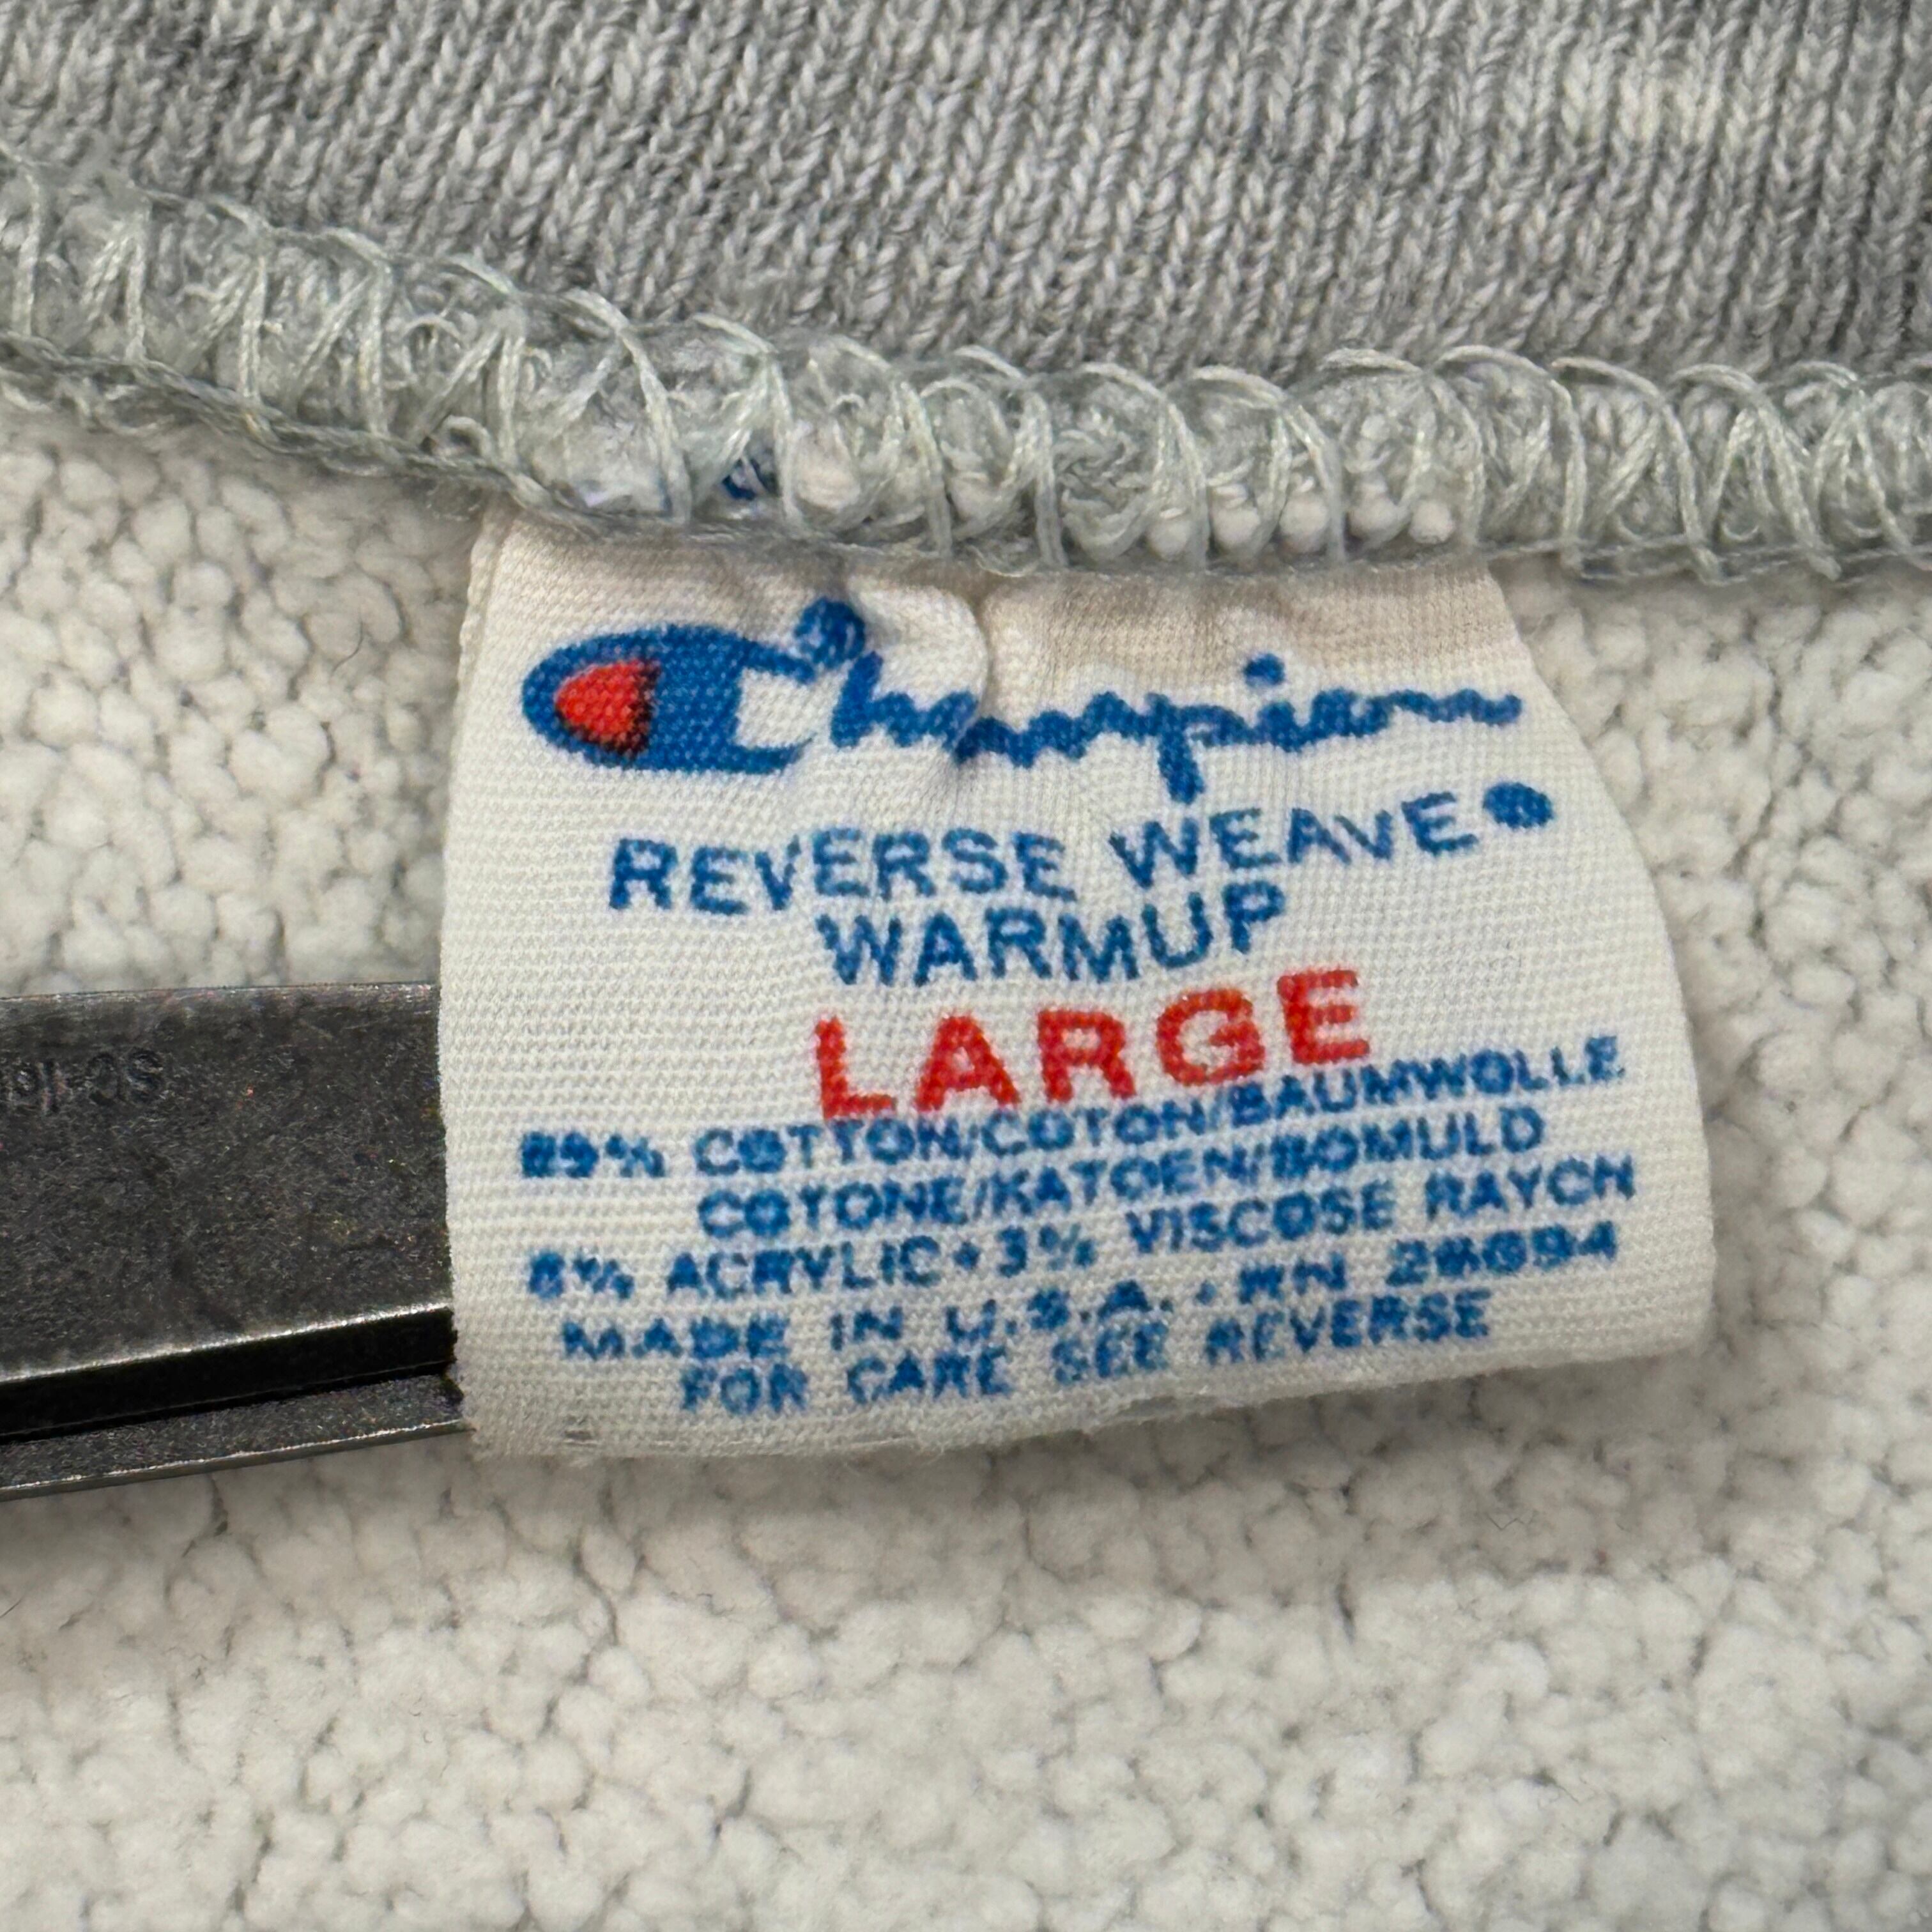 Champion
REVERSE WEAVE®
WARMUP
LARGE
89% COTTON/COTON/BAUMWOLLE
COTONE/KATOEN/BOMULD
8% ACRYLIC•3% VISCOSE RAYON
MADE IN U.S.A. • RN 26094
FOR CARE SEE REVERSE